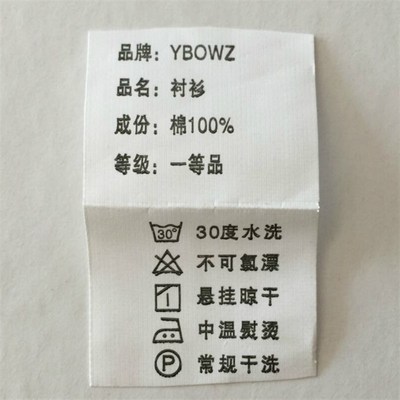 品牌: YBOWZ
品名: 衬衫
成份: 棉100%
等级: 一等品
30° 30度水洗
不可氯漂
悬挂晾干
中温熨烫
P 常规干洗